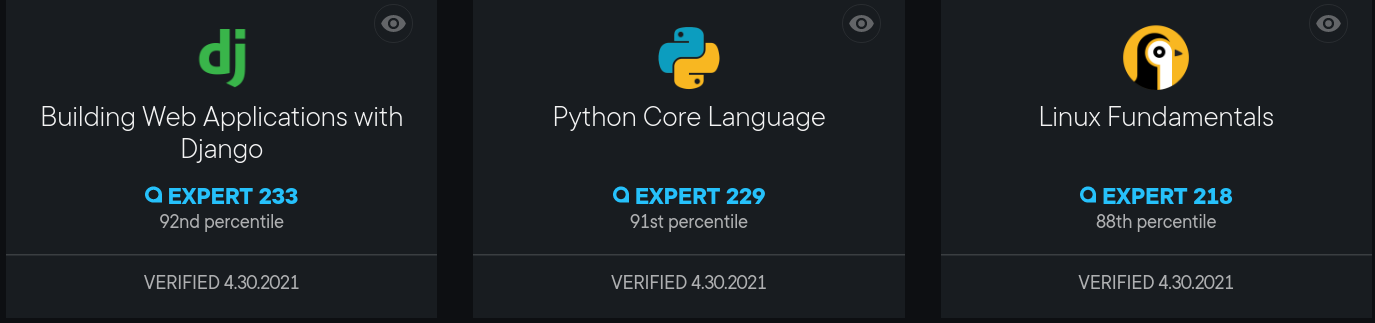 dj
Building Web Applications with
Django
EXPERT 233
92nd percentile
VERIFIED 4.30.2021
Python Core Language
EXPERT 229
91st percentile
VERIFIED 4.30.2021
Linux Fundamentals
EXPERT 218
88th percentile
VERIFIED 4.30.2021